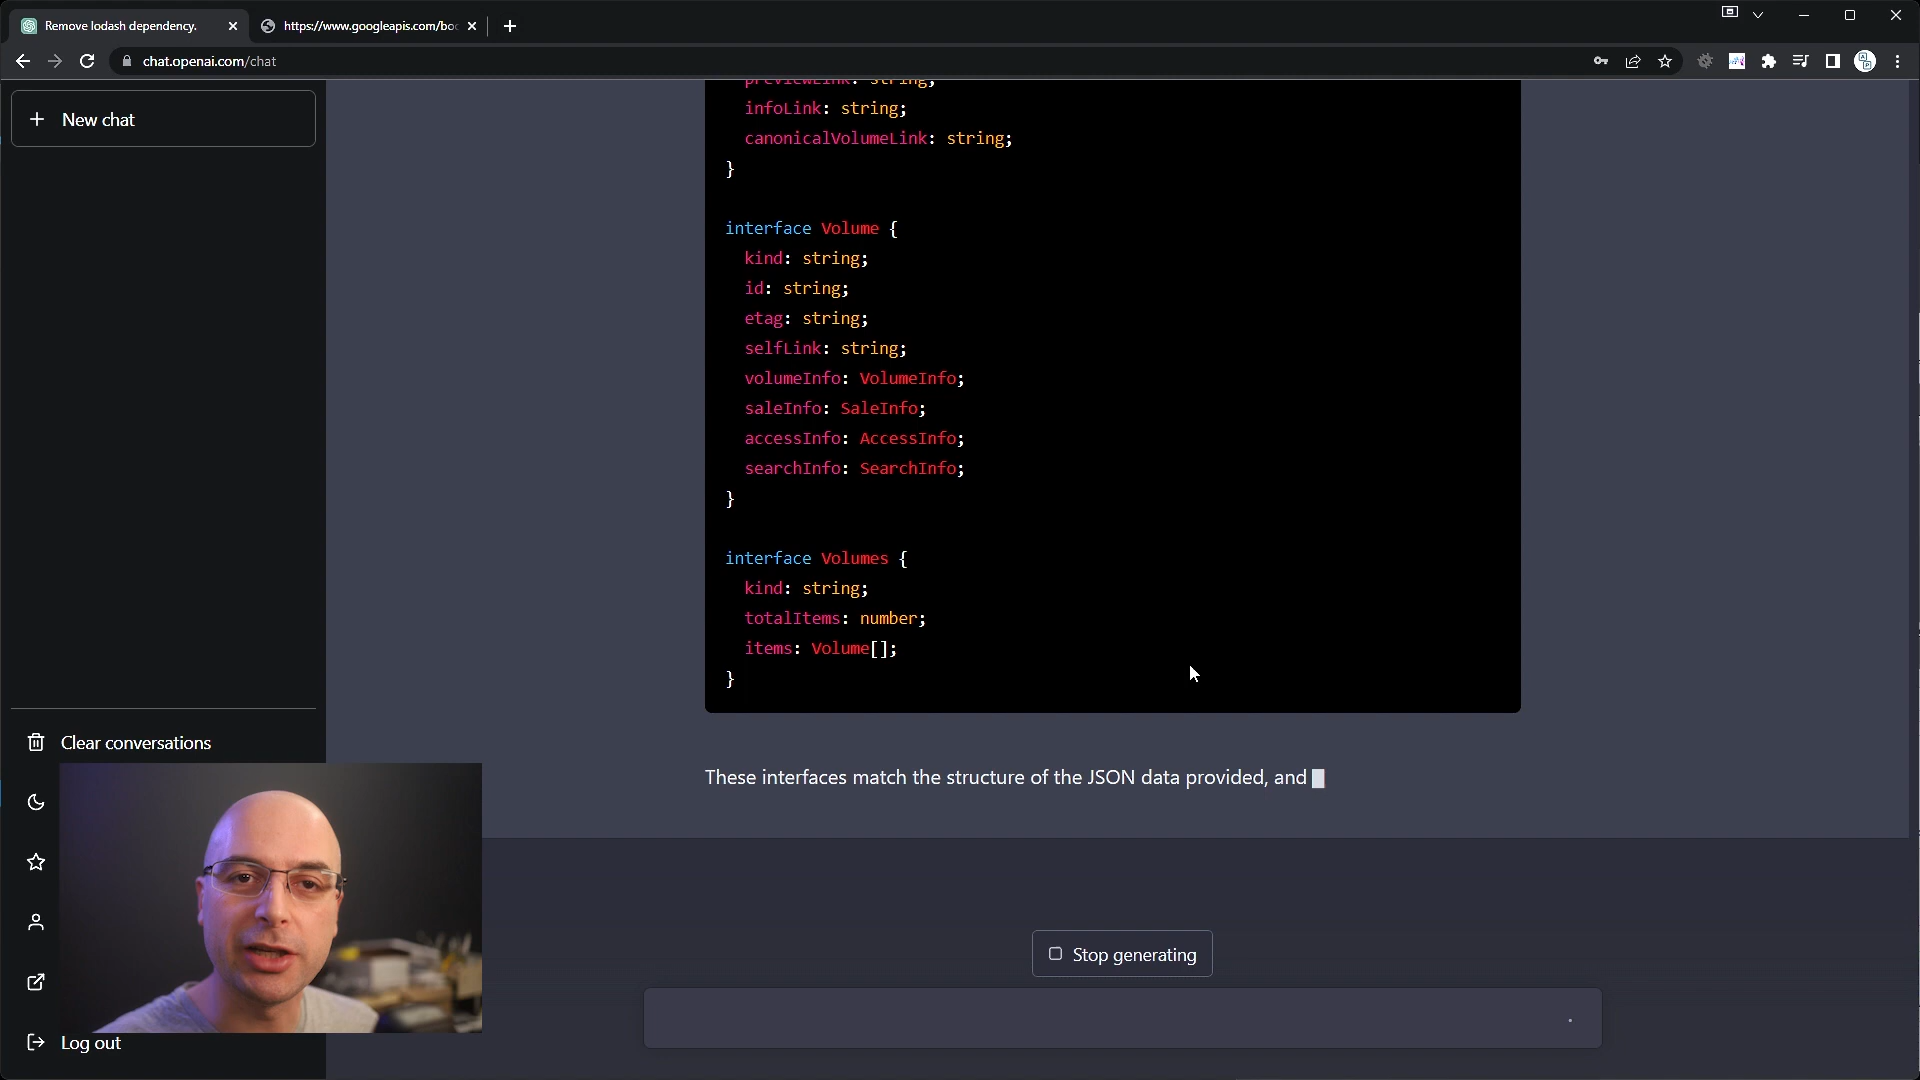 Remove lodash dependency.
https://www.googleapis.com/boo
chat.openai.com/chat
New chat
previewLink: string;
infoLink: string;
canonicalVolumeLink: string;
}
interface Volume {
kind: string;
id: string;
etag: string;
selfLink: string;
volumeInfo: VolumeInfo;
saleInfo: SaleInfo;
accessInfo: AccessInfo;
searchInfo: SearchInfo;
}
interface Volumes {
kind: string;
totalItems: number;
items: Volume[];
}
These interfaces match the structure of the JSON data provided, and
Clear conversations
Log out
Stop generating